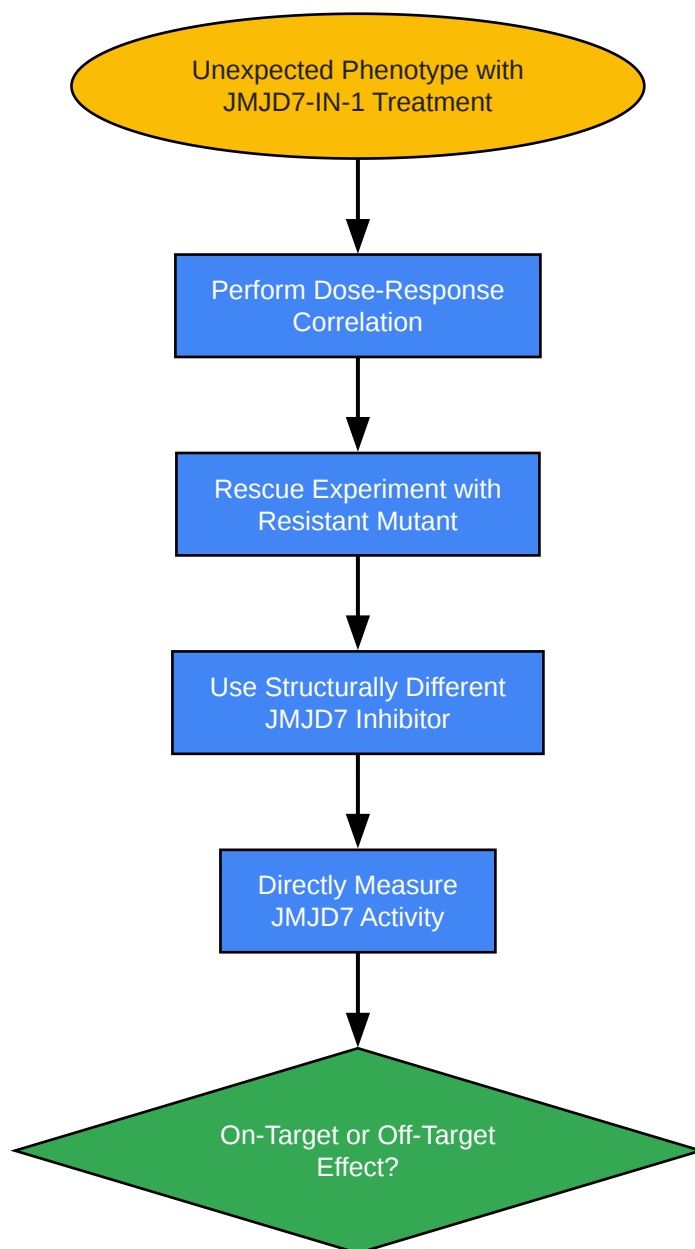 Unexpected Phenotype with
JMJD7-IN-1 Treatment
Perform Dose-Response
Correlation
Rescue Experiment with
Resistant Mutant
Use Structurally Different
JMJD7 Inhibitor
Directly Measure
JMJD7 Activity
On-Target or Off-Target
Effect?